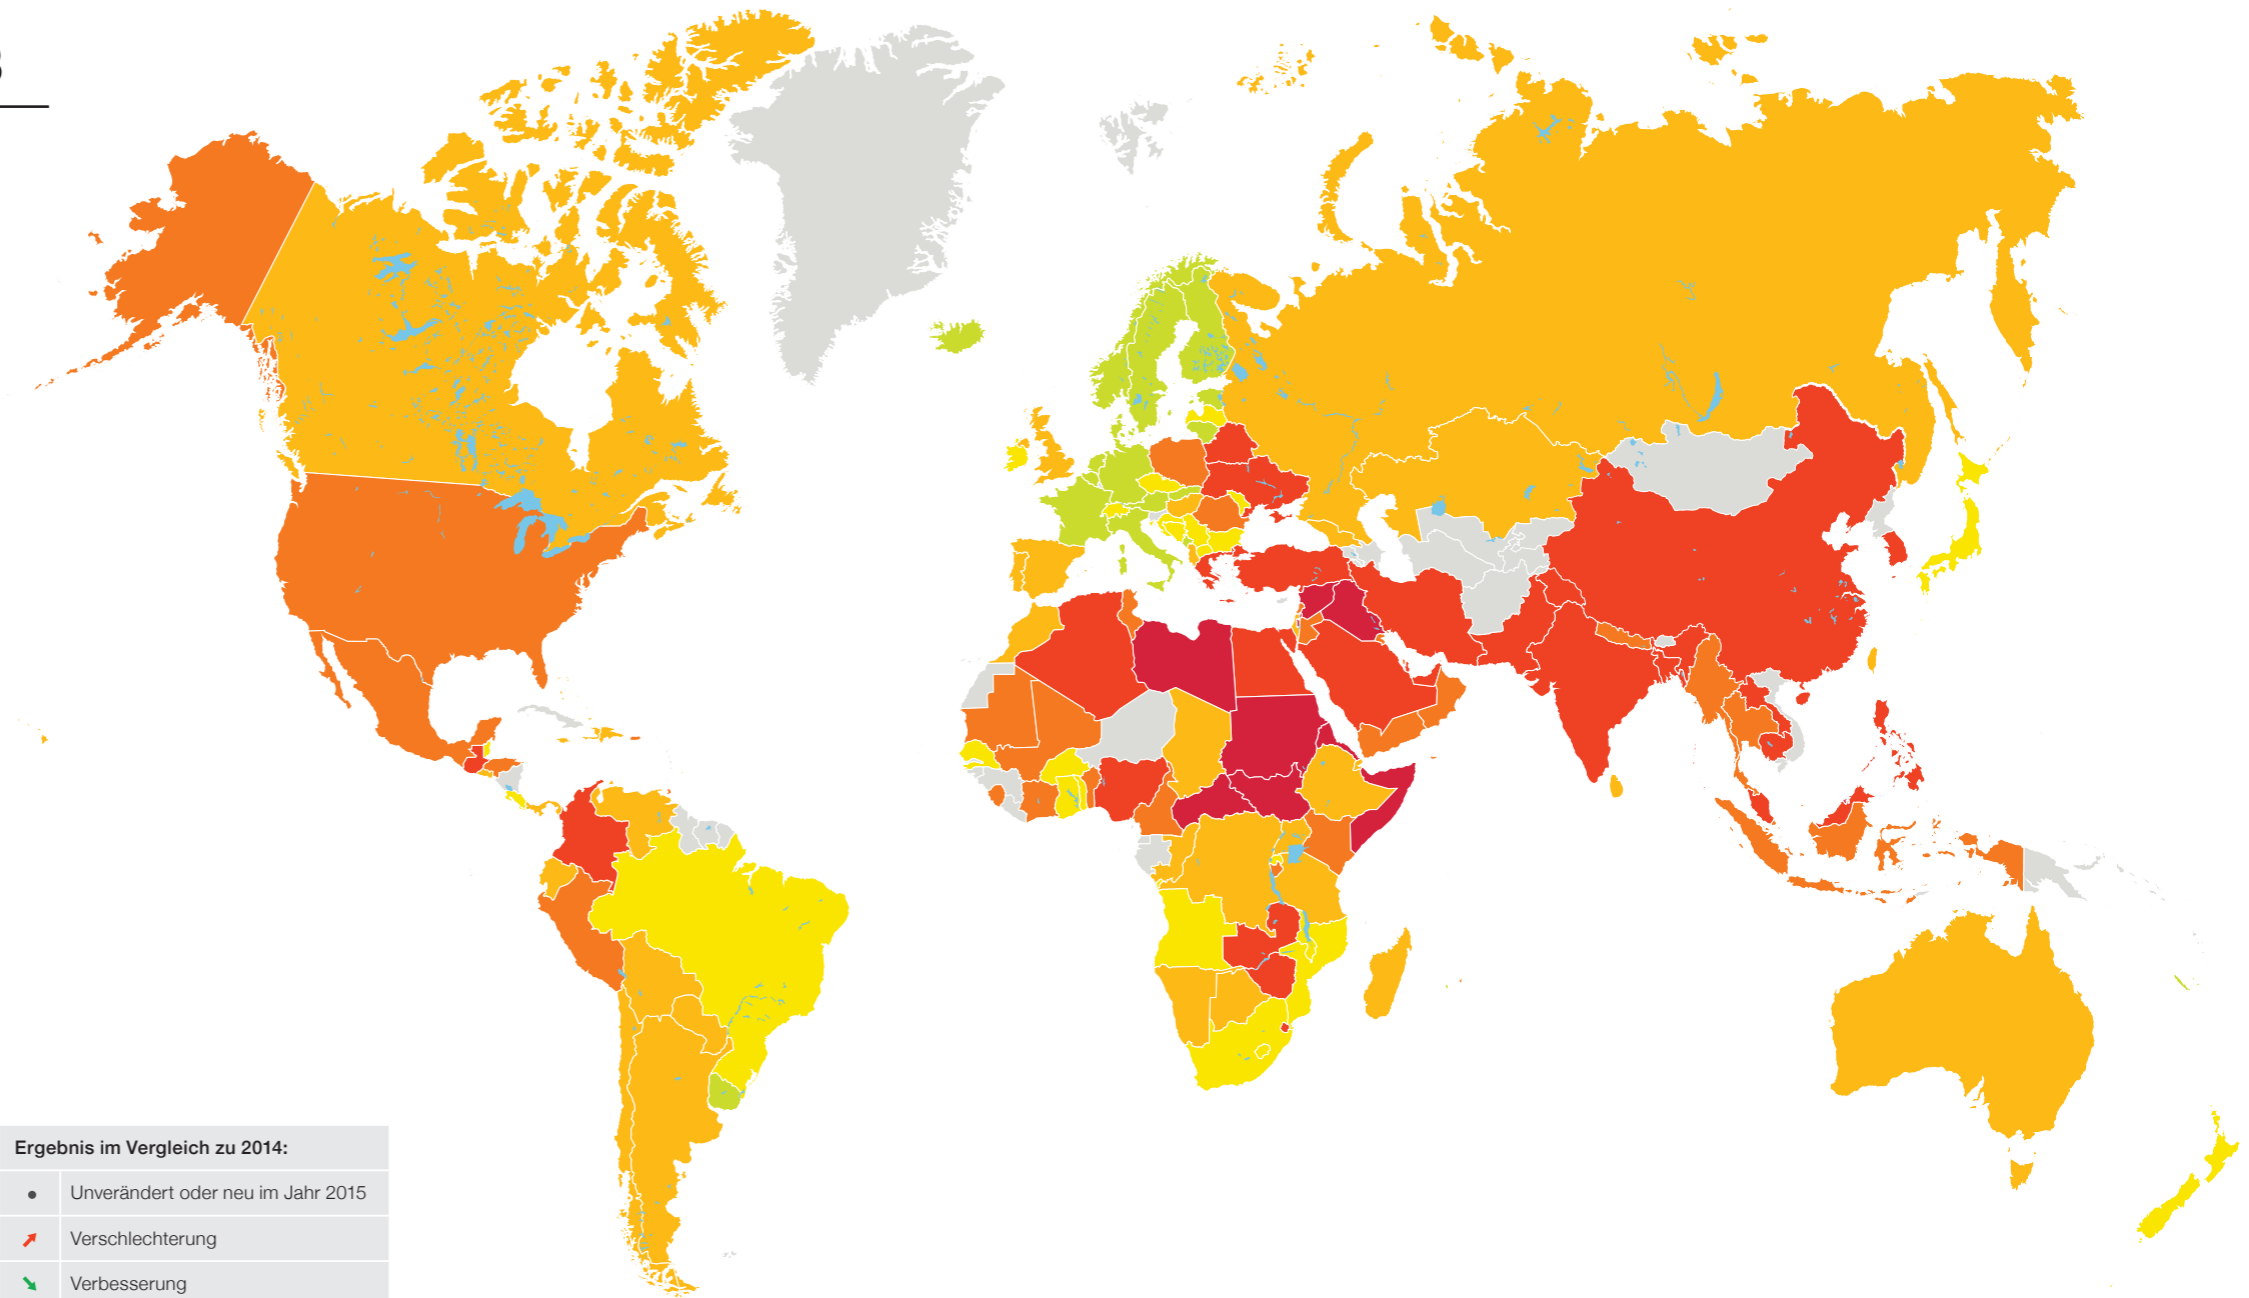 Ergebnis im Vergleich zu 2014:
Unverändert oder neu im Jahr 2015
Verschlechterung
Verbesserung